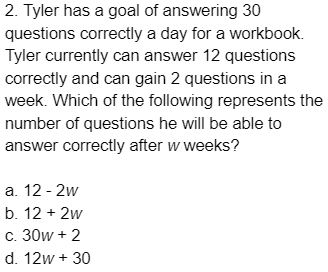 2. Tyler has a goal of answering 30
questions correctly a day for a workbook.
Tyler currently can answer 12 questions
correctly and can gain 2 questions in a
week. Which of the following represents the
number of questions he will be able to
answer correctly after w weeks?
a. 12 - 2w
b. 12 + 2w
c. 30w + 2
d. 12w + 30